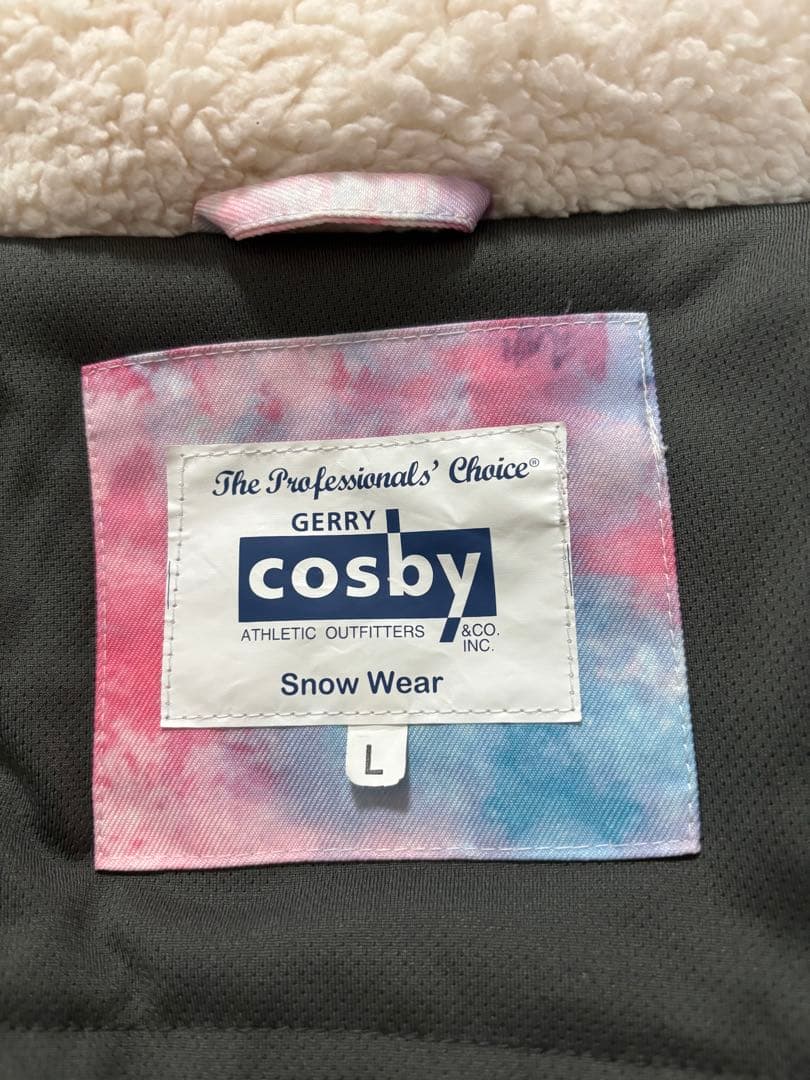 The Professionals' Choice®
GERRY
cosby
ATHLETIC OUTFITTERS &CO.
INC.
Snow Wear
L